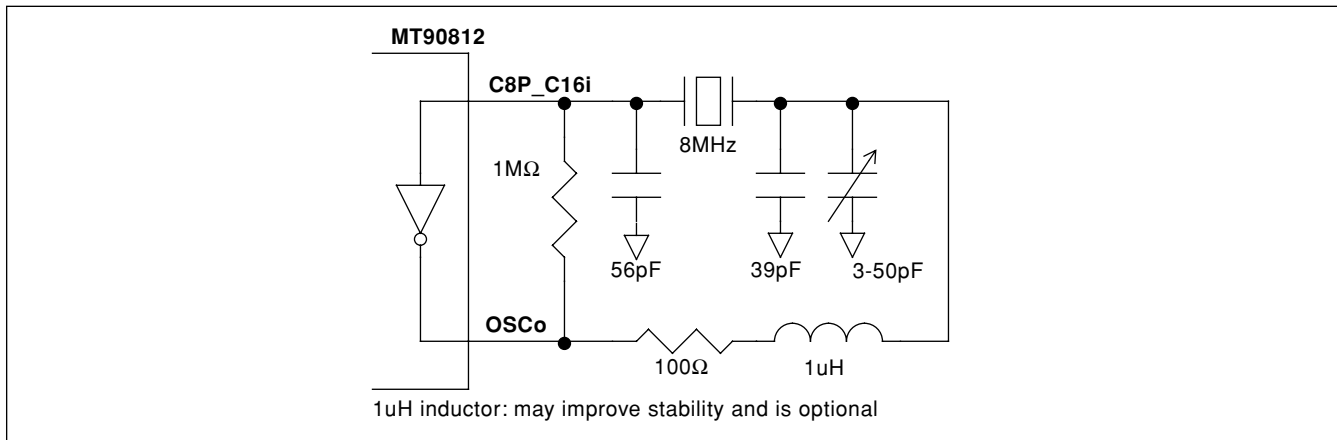 MT90812
C8P_C16i
8MHz
1MΩ
56pF
39pF
3-50pF
OSCo
100Ω
1uH
1uH inductor: may improve stability and is optional